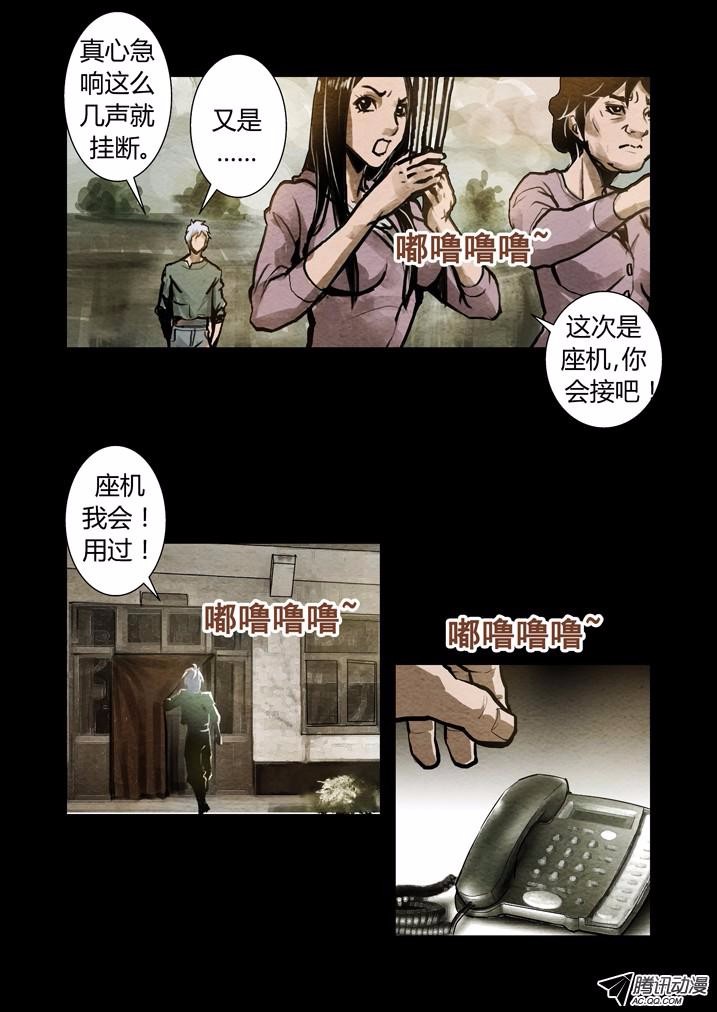 真心急
响这么
几声就
挂断。
又是
……
嘟噜噜噜~
这次是
座机，你
会接吧！
座机
我会！
用过！
嘟噜噜噜~
嘟噜噜噜~
腾讯动漫
AC.QQ.COM